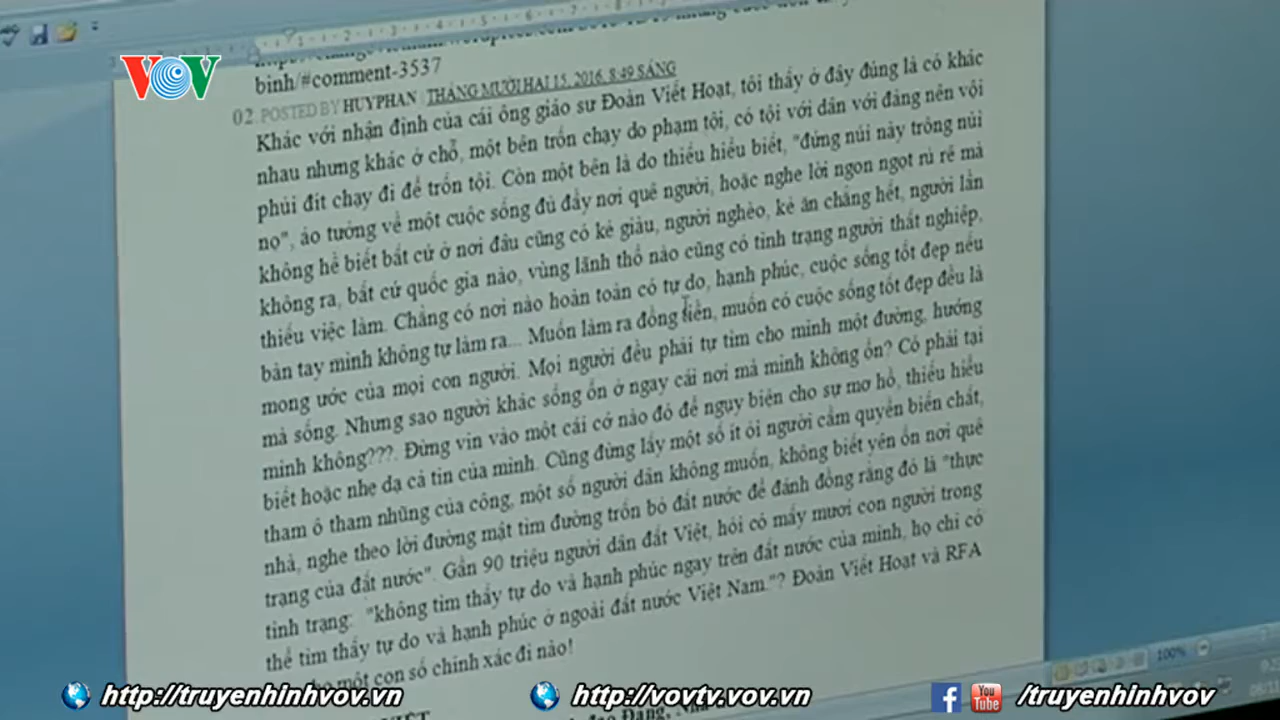 VOV
binh/#comment-3537
02 POSTED BY HUYPHAN | THÁNG MƯỜI HAI 15, 2016, 8:49 SÁNG
Khác với nhận định của cái ông giáo sư Đoàn Viết Hoạt, tôi thấy ở đây đúng là có khác
nhau nhưng khác ở chỗ, một bên trốn chạy do phạm tội, có tội với dân với đảng nên vội
phủi đít chạy đi để trốn tội. Còn một bên là do thiếu hiểu biết, "đứng núi này trông núi
nọ", ảo tưởng về một cuộc sống đủ đầy nơi quê người, hoặc nghe lời ngon ngọt rủ rê mà
không hề biết bất cứ ở nơi đâu cũng có kẻ giàu, người nghèo, kẻ ăn chẳng hết, người lần
không ra, bất cứ quốc gia nào, vùng lãnh thổ nào cũng có tình trạng người thất nghiệp,
thiếu việc làm. Chẳng có nơi nào hoàn toàn có tự do, hạnh phúc, cuộc sống tốt đẹp nếu
bàn tay mình không tự làm ra... Muốn làm ra đồng tiền, muốn có cuộc sống tốt đẹp đều là
mong ước của mọi con người. Mọi người đều phải tự tìm cho mình một đường, hướng
mà sống. Nhưng sao người khác sống ổn ở ngay cái nơi mà mình không ổn? Có phải tại
mình không???. Đừng vin vào một cái cớ nào đó để ngụy biện cho sự mơ hồ, thiếu hiểu
biết hoặc nhẹ dạ cả tin của mình. Cũng đừng lấy một số ít ỏi người cầm quyền biến chất,
tham ô tham nhũng của công, một số người dân không muốn, không biết yên ổn nơi quê
nhà, nghe theo lời đường mật tìm đường trốn bỏ đất nước để đánh đồng rằng đó là "thực
trạng của đất nước". Gần 90 triệu người dân đất Việt, hỏi có mấy mươi con người trong
tình trạng: "không tìm thấy tự do và hạnh phúc ngay trên đất nước của mình, họ chỉ có
thể tìm thấy tự do và hạnh phúc ở ngoài đất nước Việt Nam."? Đoàn Viết Hoạt và RFA
một con số chính xác đi nào!
100%
http://truyenhinhvov.vn http://vovtv.vov.vn f You Tube /truyenhinhvov